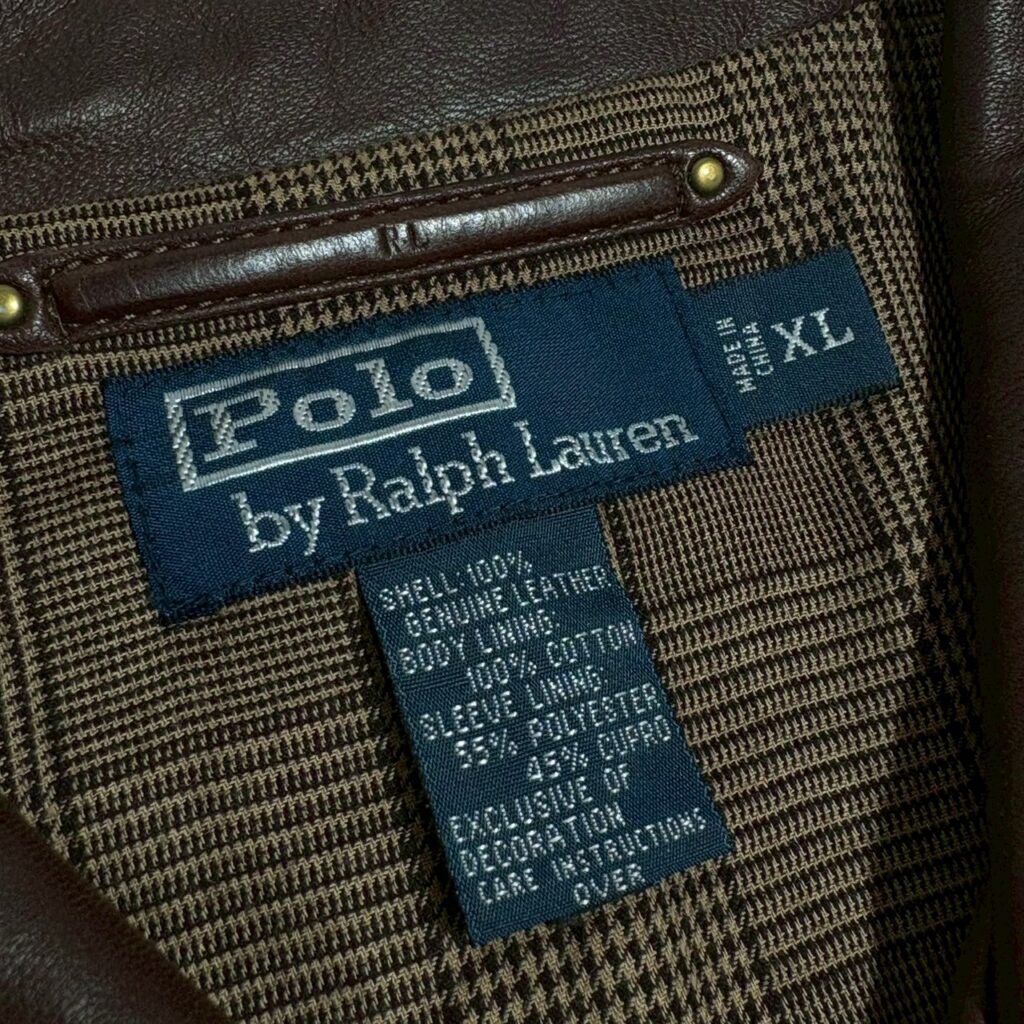 R·L
Polo
by Ralph Lauren
MADE IN
CHINA
XL
SHELL:100%
GENUINE LEATHER
BODY LINING
100% COTTON
SLEEVE LINING
55% POLYESTER
45% CUPRO
EXCLUSIVE OF
DECORATION
CARE INSTRUCTIONS
OVER